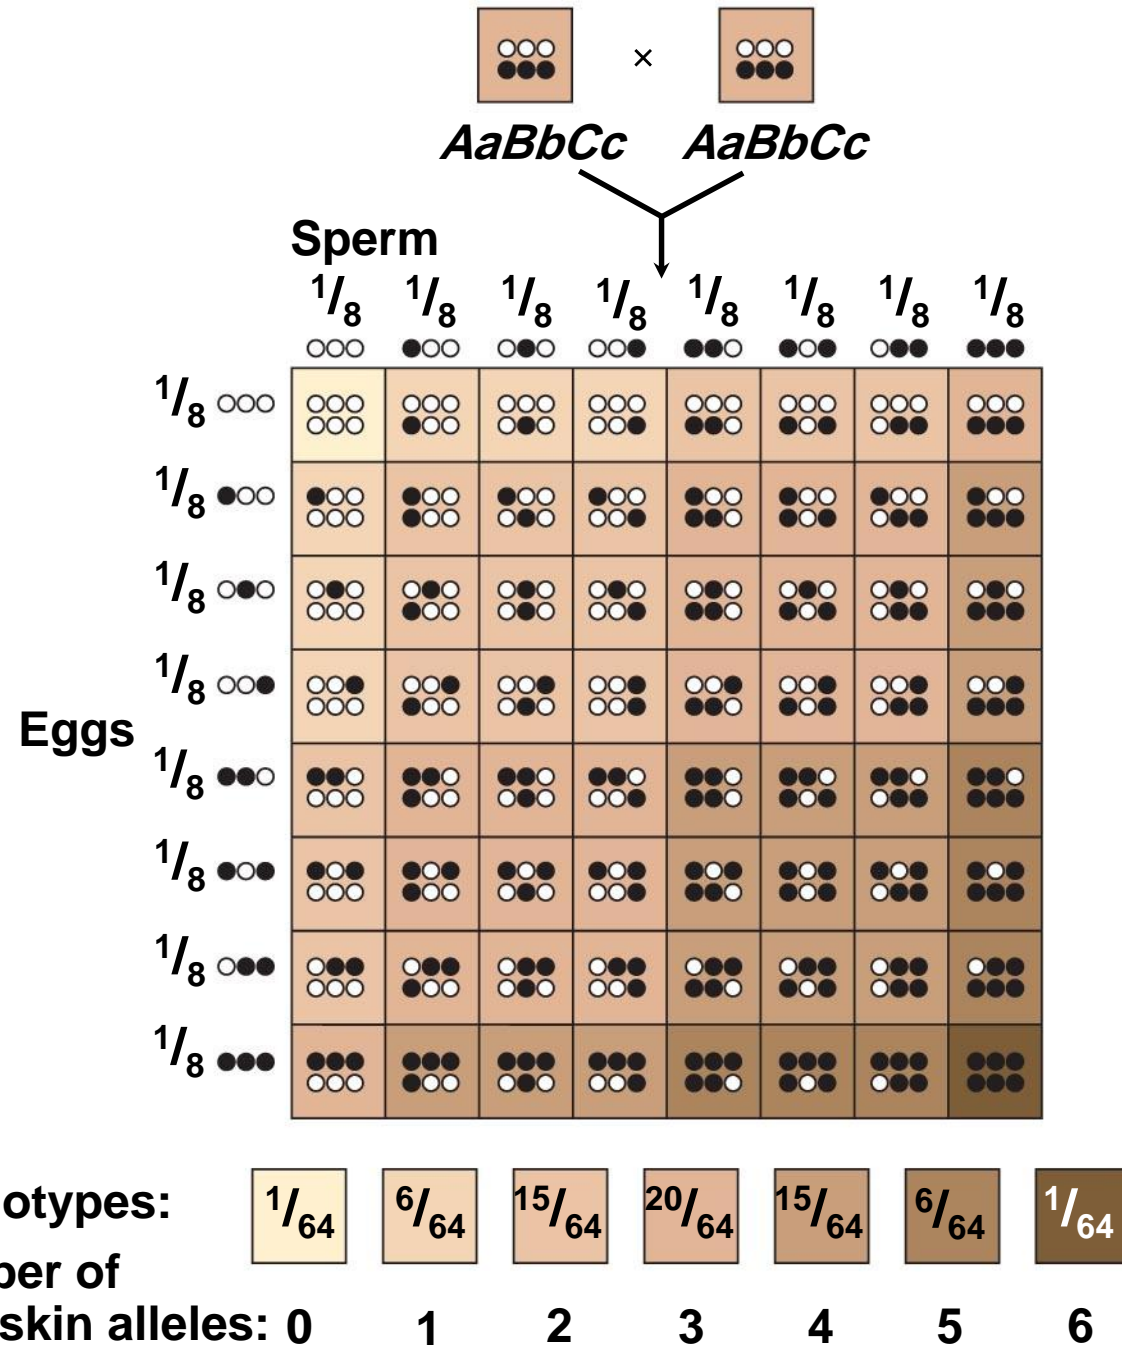 ×
AaBbCc AaBbCc
Sperm
1/8 1/8 1/8 1/8 1/8 1/8 1/8 1/8
1/8
1/8
1/8
1/8
Eggs
1/8
1/8
1/8
1/8
otypes: 1/64 6/64 15/64 20/64 15/64 6/64 1/64
ber of
skin alleles: 0 1 2 3 4 5 6